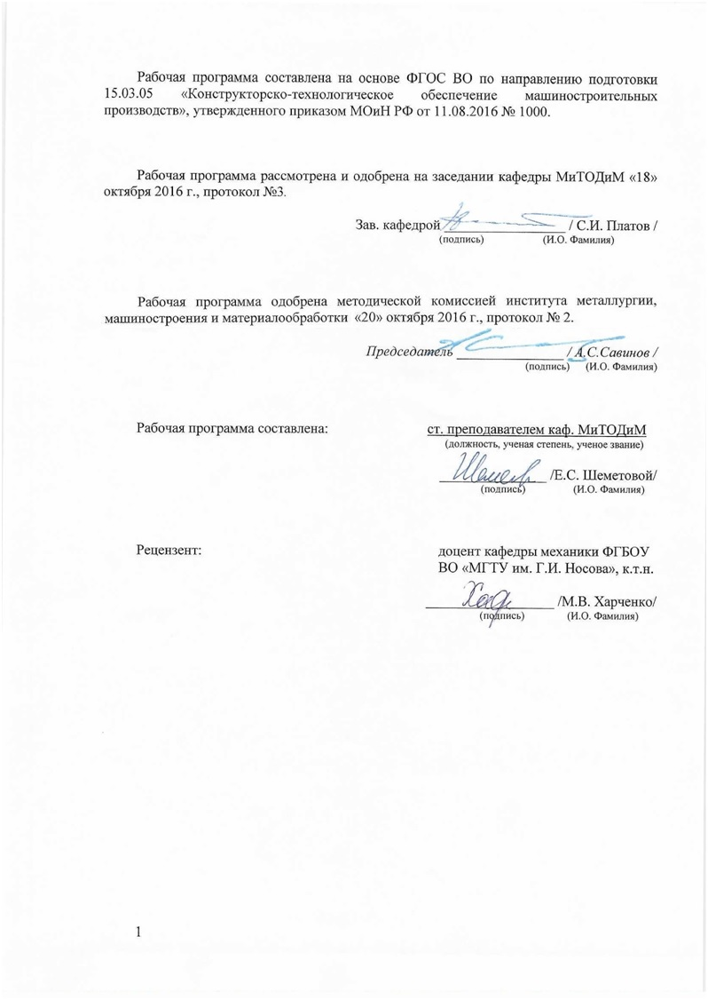 Рабочая программа составлена на основе ФГОС ВО по направлению подготовки
15.03.05 «Конструкторско-технологическое обеспечение машиностроительных
производств», утвержденного приказом МОиН РФ от 11.08.2016 № 1000.
Рабочая программа рассмотрена и одобрена на заседании кафедры МиТОДиМ «18»
октября 2016 г., протокол №3.
Зав. кафедрой _________________ / С.И. Платов /
(подпись) (И.О. Фамилия)
Рабочая программа одобрена методической комиссией института металлургии,
машиностроения и материалообработки «20» октября 2016 г., протокол № 2.
Председатель _______________ / А.С.Савинов /
(подпись) (И.О. Фамилия)
Рабочая программа составлена: ст. преподавателем каф. МиТОДиМ
(должность, ученая степень, ученое звание)
_______________ /Е.С. Шеметовой/
(подпись) (И.О. Фамилия)
Рецензент: доцент кафедры механики ФГБОУ
ВО «МГТУ им. Г.И. Носова», к.т.н.
__________________ /М.В. Харченко/
(подпись) (И.О. Фамилия)
1